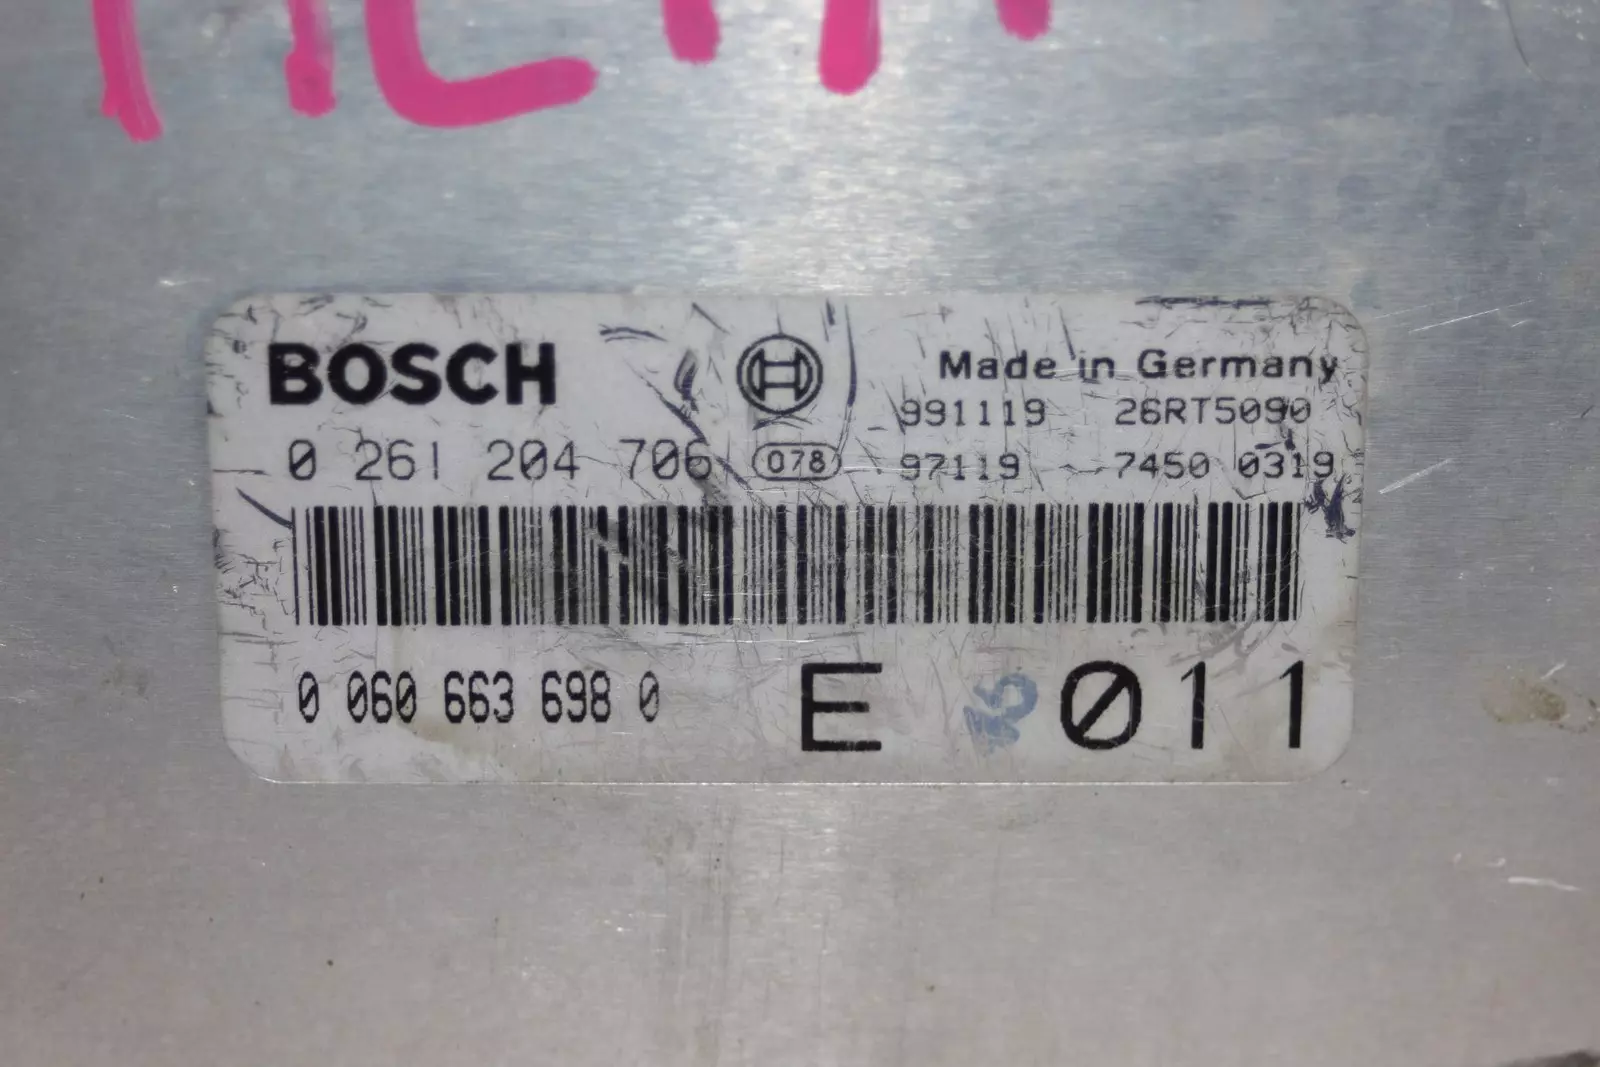 BOSCH
Made in Germany
991119 26RT5090
0 261 204 706 078 97119 7450 0319
0 060 663 698 0 E 011